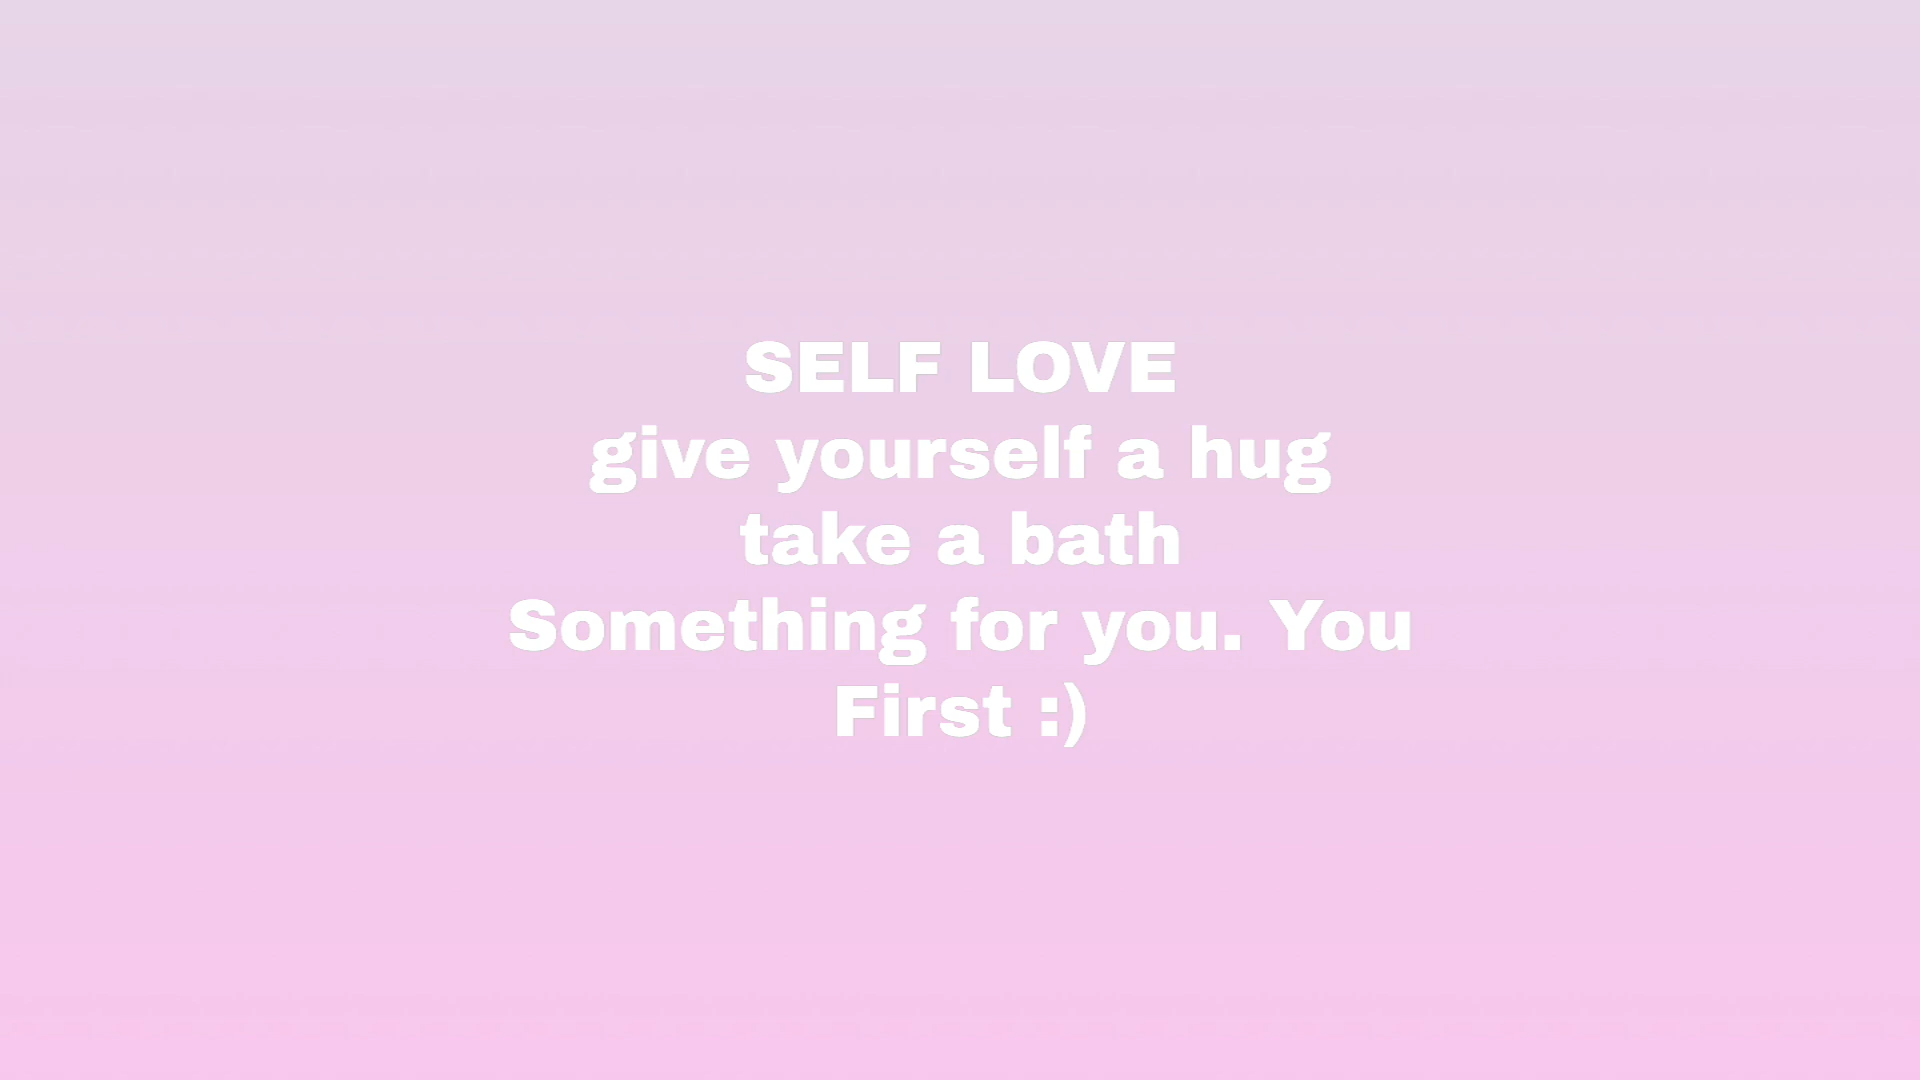 SELF LOVE
give yourself a hug
take a bath
Something for you. You
First :)